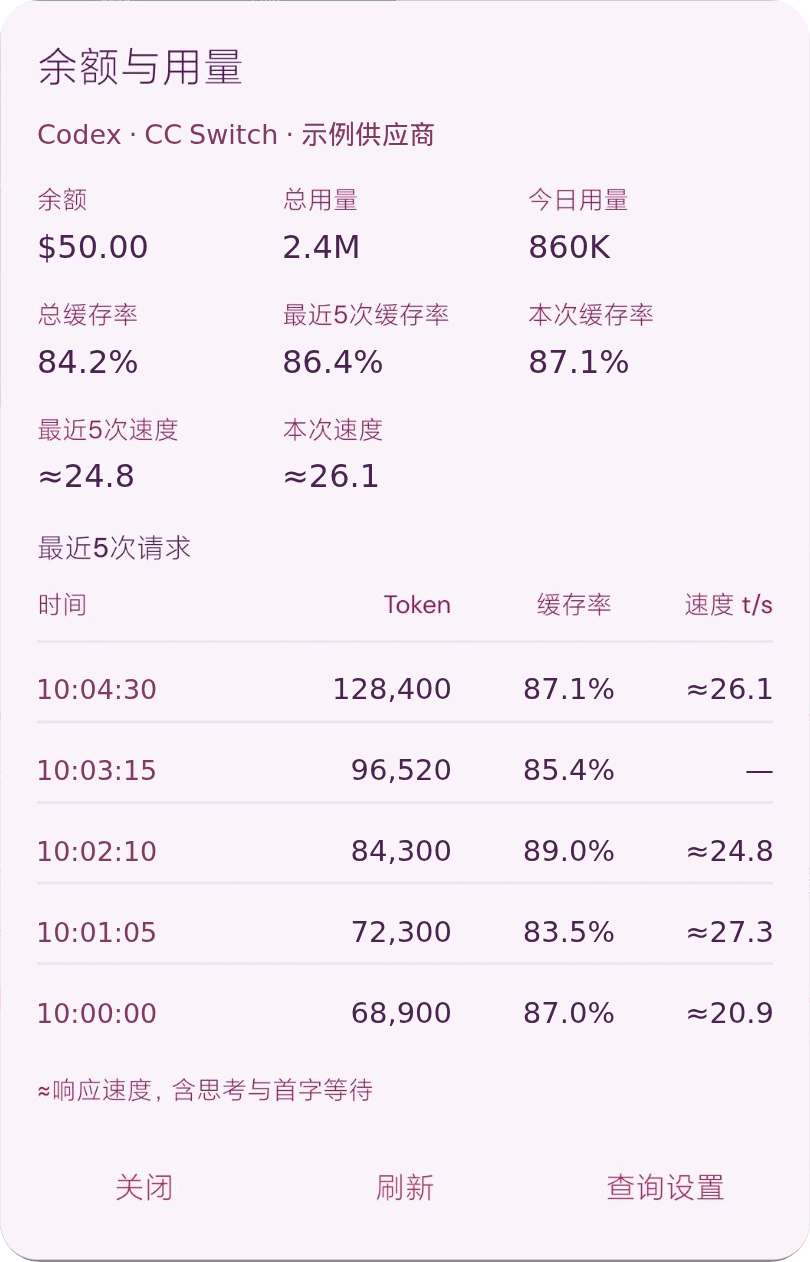 余额与用量
Codex · CC Switch · 示例供应商
余额 总用量 今日用量
$50.00 2.4M 860K
总缓存率 最近5次缓存率 本次缓存率
84.2% 86.4% 87.1%
最近5次速度 本次速度
≈24.8 ≈26.1
最近5次请求
时间 Token 缓存率 速度 t/s
10:04:30 128,400 87.1% ≈26.1
10:03:15 96,520 85.4% —
10:02:10 84,300 89.0% ≈24.8
10:01:05 72,300 83.5% ≈27.3
10:00:00 68,900 87.0% ≈20.9
≈响应速度, 含思考与首字等待
关闭 刷新 查询设置